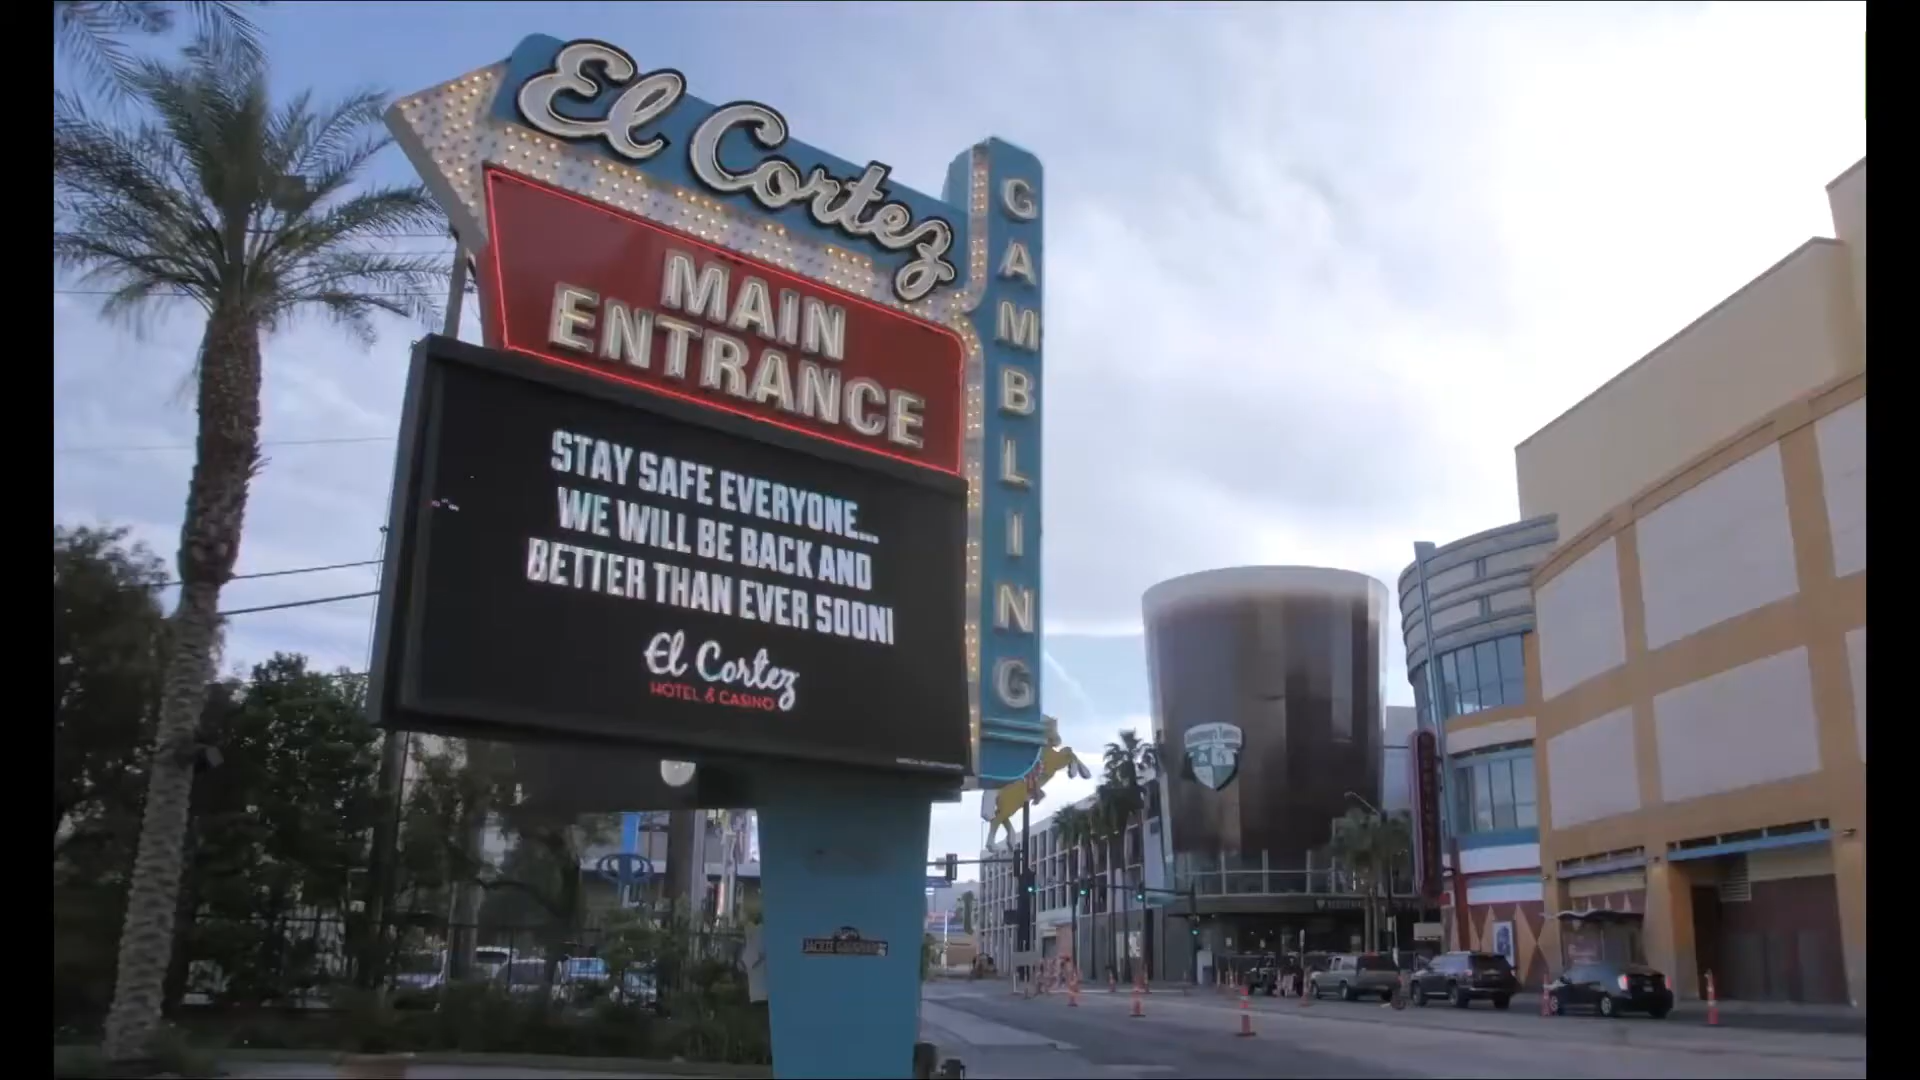 El Cortez
MAIN
ENTRANCE
GAMBLING
STAY SAFE EVERYONE...
WE WILL BE BACK AND
BETTER THAN EVER SOON!
El Cortez
HOTEL & CASINO